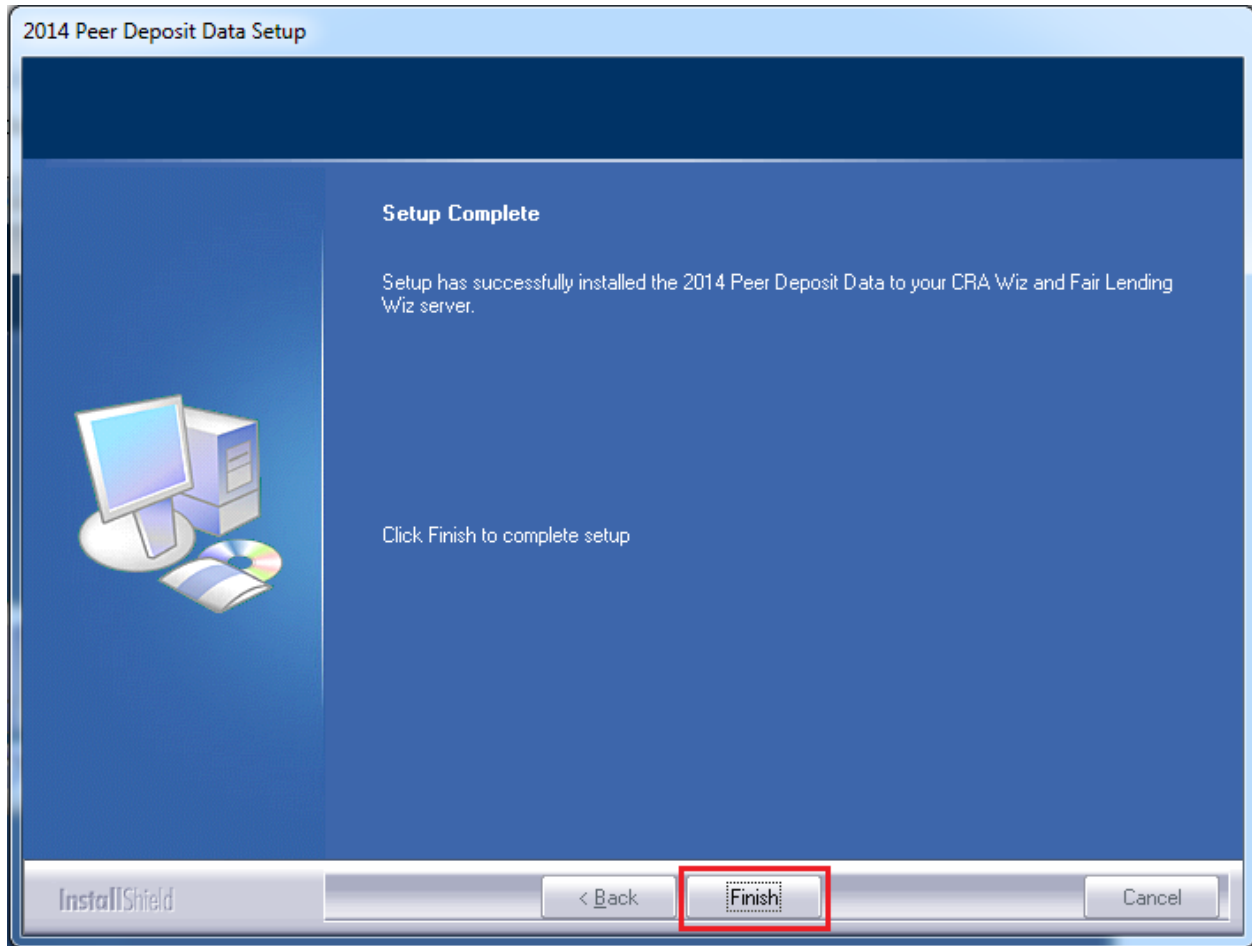 2014 Peer Deposit Data Setup
Setup Complete
Setup has successfully installed the 2014 Peer Deposit Data to your CRA Wiz and Fair Lending
Wiz server.
Click Finish to complete setup
InstallShield
< Back
Finish
Cancel